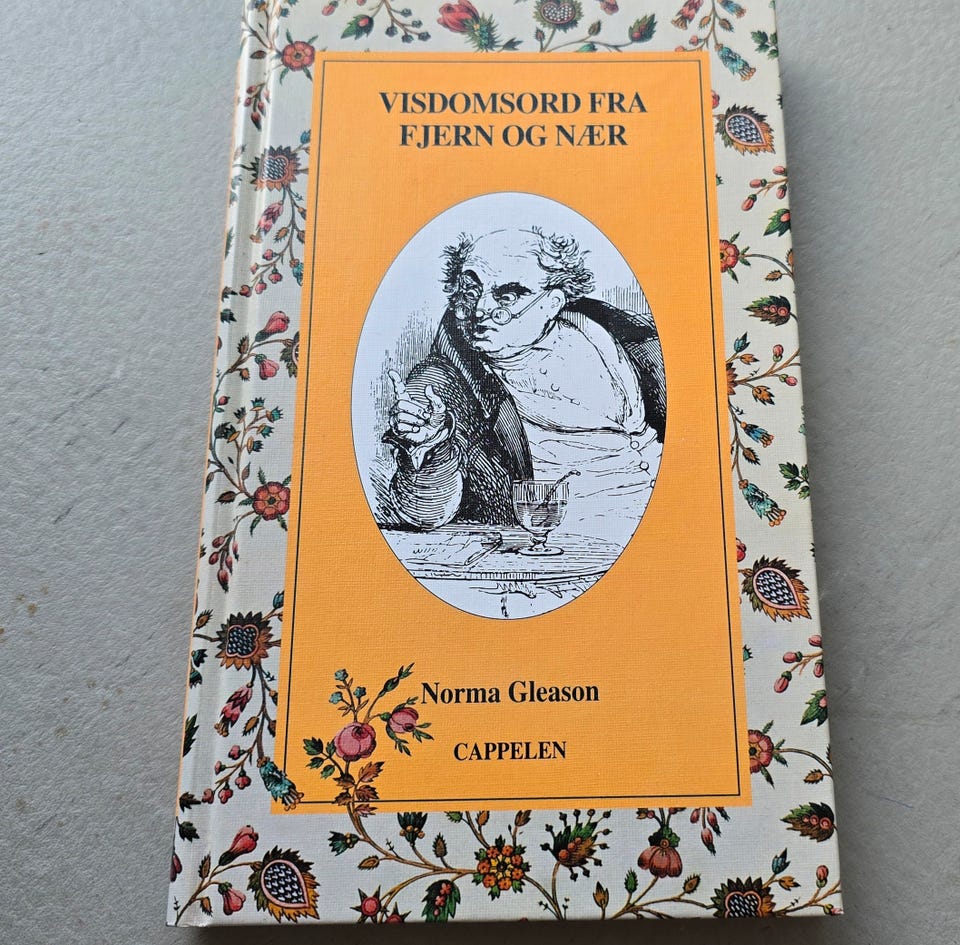 VISDOMSORD FRA
FJERN OG NÆR
Norma Gleason
CAPPELEN